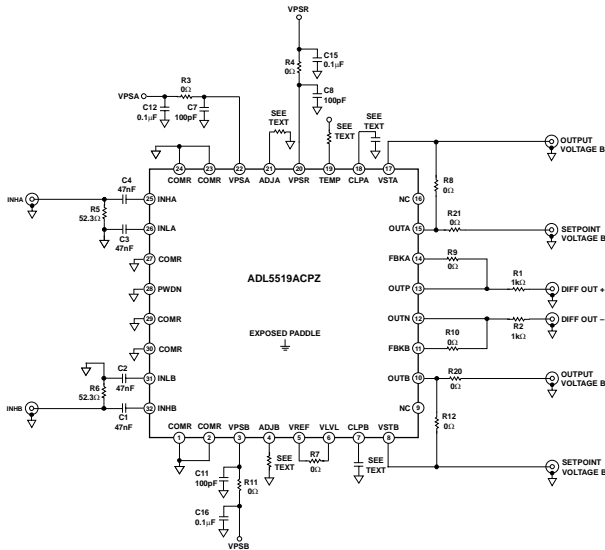 VPSR
R4
0Ω
C15
0.1µF
C8
100pF
R3
0Ω
VPSA
C12
0.1µF
C7
100pF
SEE
TEXT
SEE
TEXT
SEE
TEXT
24
23
22
21
20
19
18
17
COMR
COMR
VPSA
ADJA
VPSR
TEMP
CLPA
VSTA
OUTPUT
VOLTAGE B
R8
0Ω
R21
0Ω
SETPOINT
VOLTAGE B
R9
0Ω
R1
1kΩ
DIFF OUT +
DIFF OUT –
R2
1kΩ
R10
0Ω
R20
0Ω
OUTPUT
VOLTAGE B
R12
0Ω
SETPOINT
VOLTAGE B
NC
16
OUTA
15
FBKA
14
OUTP
13
OUTN
12
FBKB
11
OUTB
10
NC
9
INHA
C4
47nF
R5
52.3Ω
C3
47nF
25
INHA
26
INLA
27
COMR
28
PWDN
29
COMR
30
COMR
31
INLB
32
INHB
ADL5519ACPZ
EXPOSED PADDLE
C2
47nF
R6
52.3Ω
INHB
C1
47nF
COMR
COMR
VPSB
ADJB
VREF
VLVL
CLPB
VSTB
1
2
3
4
5
6
7
8
C11
100pF
R11
0Ω
SEE
TEXT
R7
0Ω
SEE
TEXT
C16
0.1µF
VPSB